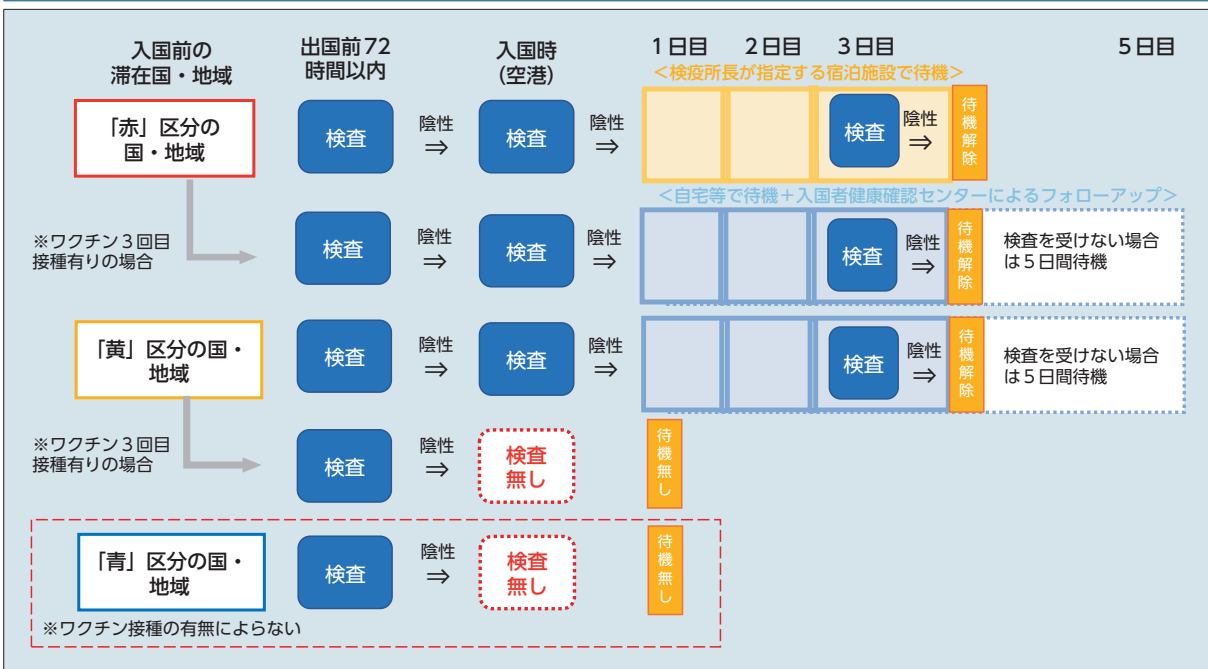 入国前の
滞在国・地域
出国前72
時間以内
入国時
(空港)
1日目
2日目
3日目
5日目
<検疫所長が指定する宿泊施設で待機>
「赤」区分の
国・地域
検査
陰性
⇒
検査
陰性
⇒
検査
陰性
⇒
待機解除
<自宅等で待機+入国者健康確認センターによるフォローアップ>
※ワクチン3回目
接種有りの場合
検査
陰性
⇒
検査
陰性
⇒
検査
陰性
⇒
待機解除
検査を受けない場合
は5日間待機
「黄」区分の国・
地域
検査
陰性
⇒
検査
陰性
⇒
検査
陰性
⇒
待機解除
検査を受けない場合
は5日間待機
※ワクチン3回目
接種有りの場合
検査
陰性
⇒
検査
無し
待機無し
「青」区分の国・
地域
検査
陰性
⇒
検査
無し
待機無し
※ワクチン接種の有無によらない